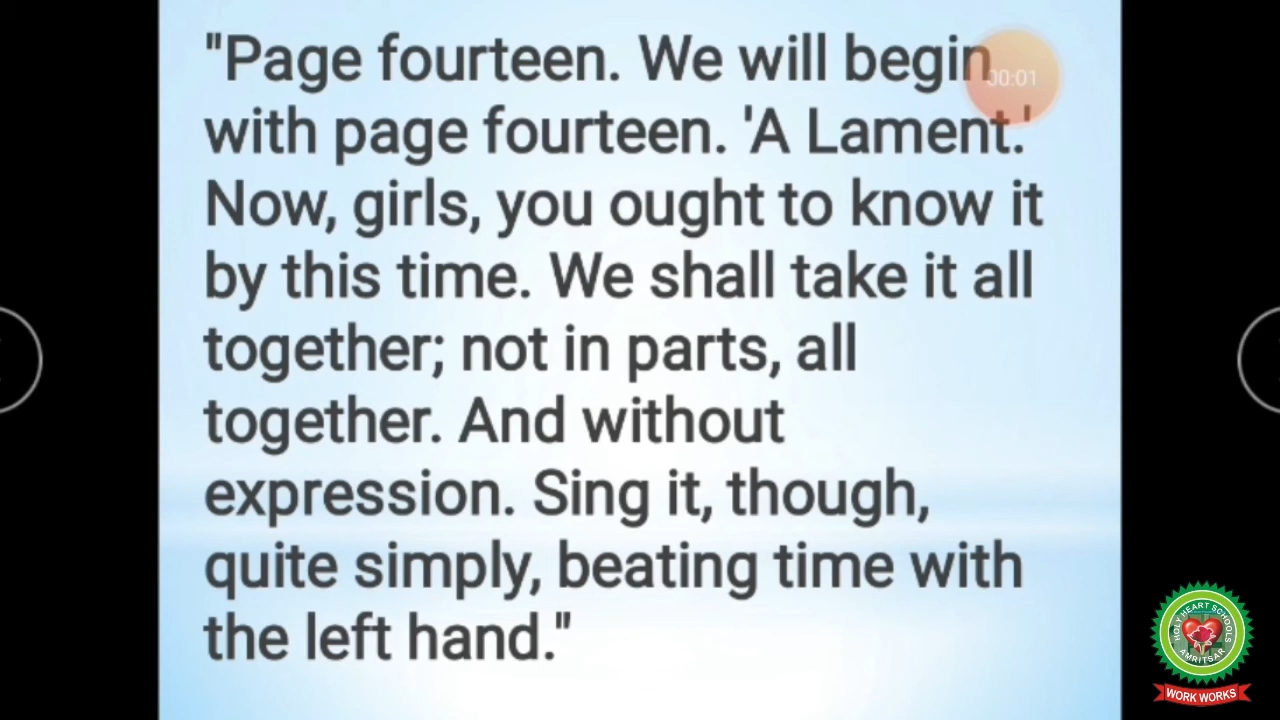 "Page fourteen. We will begin
00:01
with page fourteen. 'A Lament.'
Now, girls, you ought to know it
by this time. We shall take it all
together; not in parts, all
together. And without
expression. Sing it, though,
quite simply, beating time with
the left hand."
HOLY HEART SCHOOLS
AMRITSAR
WORK WORKS